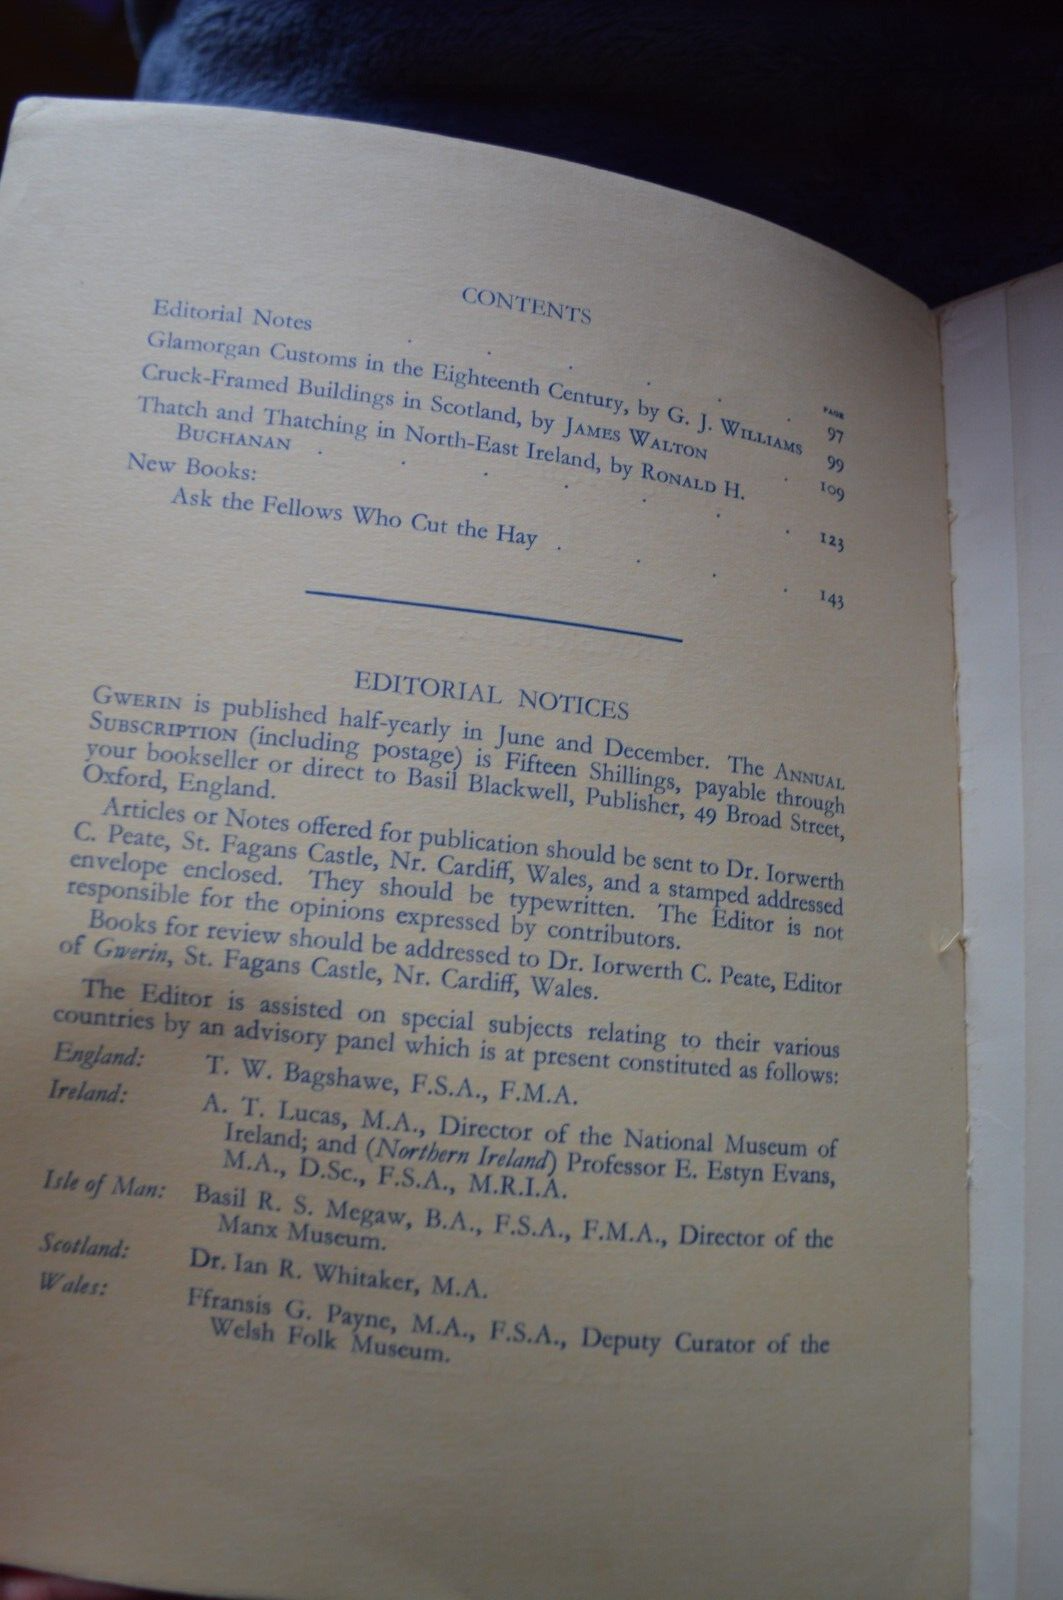 CONTENTS
PAGE
Editorial Notes . . . . . . 97
Glamorgan Customs in the Eighteenth Century, by G. J. WILLIAMS 99
Cruck-Framed Buildings in Scotland, by JAMES WALTON . 109
Thatch and Thatching in North-East Ireland, by RONALD H.
BUCHANAN . . . . . . . 123
New Books:
Ask the Fellows Who Cut the Hay . . . . 143
EDITORIAL NOTICES
GWERIN is published half-yearly in June and December. The ANNUAL
SUBSCRIPTION (including postage) is Fifteen Shillings, payable through
your bookseller or direct to Basil Blackwell, Publisher, 49 Broad Street,
Oxford, England.
Articles or Notes offered for publication should be sent to Dr. Iorwerth
C. Peate, St. Fagans Castle, Nr. Cardiff, Wales, and a stamped addressed
envelope enclosed. They should be typewritten. The Editor is not
responsible for the opinions expressed by contributors.
Books for review should be addressed to Dr. Iorwerth C. Peate, Editor
of Gwerin, St. Fagans Castle, Nr. Cardiff, Wales.
The Editor is assisted on special subjects relating to their various
countries by an advisory panel which is at present constituted as follows:
England: T. W. Bagshawe, F.S.A., F.M.A.
Ireland: A. T. Lucas, M.A., Director of the National Museum of
Ireland; and (Northern Ireland) Professor E. Estyn Evans,
M.A., D.Sc., F.S.A., M.R.I.A.
Isle of Man: Basil R. S. Megaw, B.A., F.S.A., F.M.A., Director of the
Manx Museum.
Scotland: Dr. Ian R. Whitaker, M.A.
Wales: Ffransis G. Payne, M.A., F.S.A., Deputy Curator of the
Welsh Folk Museum.